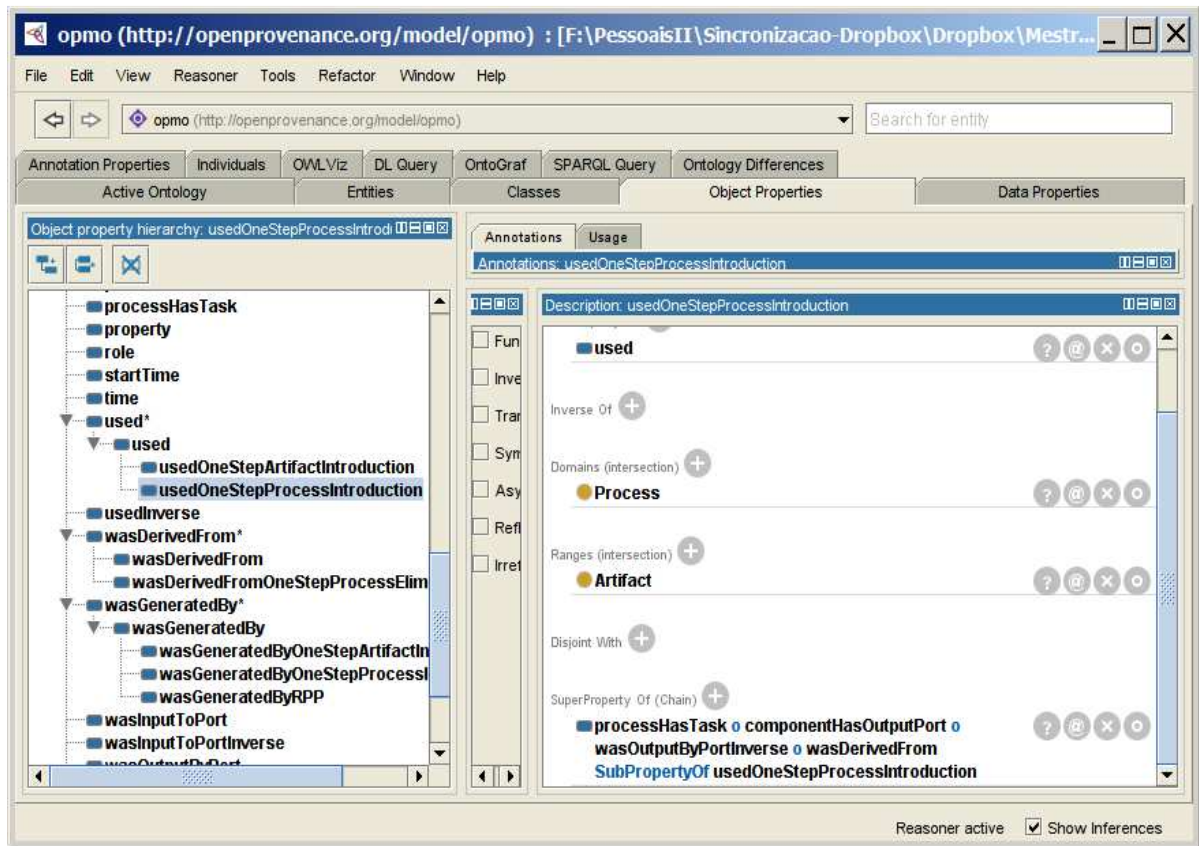 opmo (http://openprovenance.org/model/opmo) : [F:\PessoaisII\Sincronizacao-Dropbox\Dropbox\Mestr...
File Edit View Reasoner Tools Refactor Window Help
opmo (http://openprovenance.org/model/opmo)
Search for entity
Annotation Properties Individuals OWLViz DL Query OntoGraf SPARQL Query Ontology Differences
Active Ontology Entities Classes Object Properties Data Properties
Object property hierarchy: usedOneStepProcessIntrodu
processHasTask
property
role
startTime
time
used*
used
usedOneStepArtifactIntroduction
usedOneStepProcessIntroduction
usedInverse
wasDerivedFrom*
wasDerivedFrom
wasDerivedFromOneStepProcessElim
wasGeneratedBy*
wasGeneratedBy
wasGeneratedByOneStepArtifactIn
wasGeneratedByOneStepProcessI
wasGeneratedByRPP
wasInputToPort
wasInputToPortInverse
wasOutputByPort
Annotations Usage
Annotations: usedOneStepProcessIntroduction
Fun
Inve
Tran
Sym
Asy
Refl
Irref
Description: usedOneStepProcessIntroduction
used
Inverse Of
Domains (intersection)
Process
Ranges (intersection)
Artifact
Disjoint With
SuperProperty Of (Chain)
processHasTask o componentHasOutputPort o
wasOutputByPortInverse o wasDerivedFrom
SubPropertyOf usedOneStepProcessIntroduction
Reasoner active Show Inferences